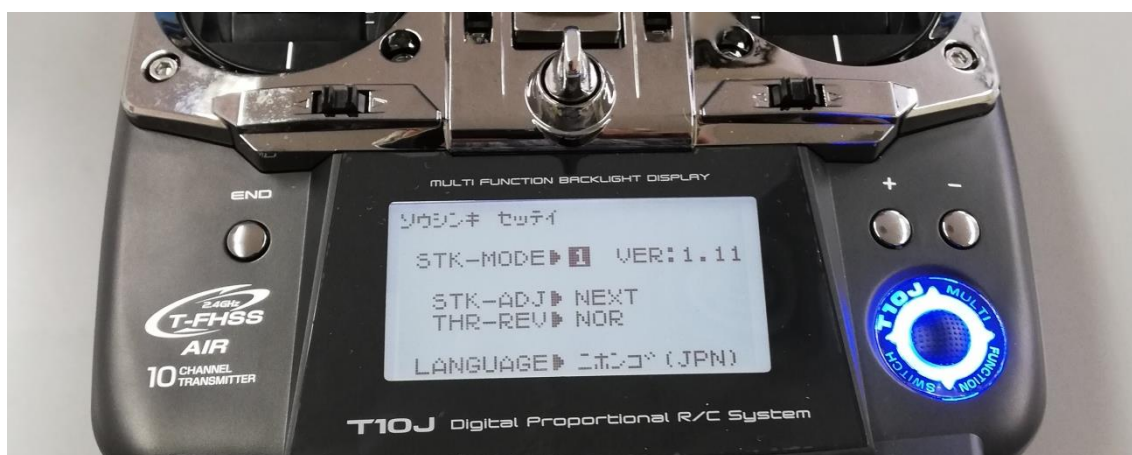 MULTI FUNCTION BACKLIGHT DISPLAY
END
+ -
ソウシンキ セッテイ
STK-MODE▶1 VER:1.11
STK-ADJ▶NEXT
THR-REV▶NOR
LANGUAGE▶ニホンゴ(JPN)
2.4GHz
T-FHSS
AIR
10 CHANNEL
TRANSMITTER
T10J MULTI FUNCTION SWITCH
T10J Digital Proportional R/C System